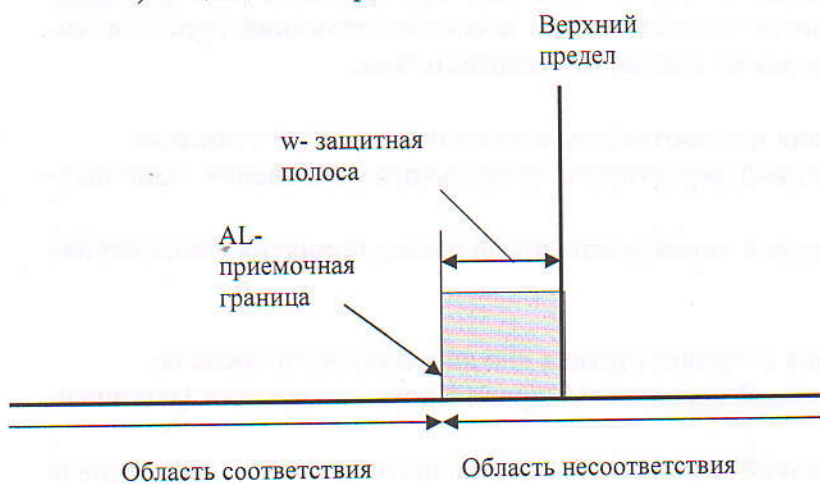 Верхний
предел
w- защитная
полоса
AL-
приемочная
граница
Область соответствия
Область несоответствия